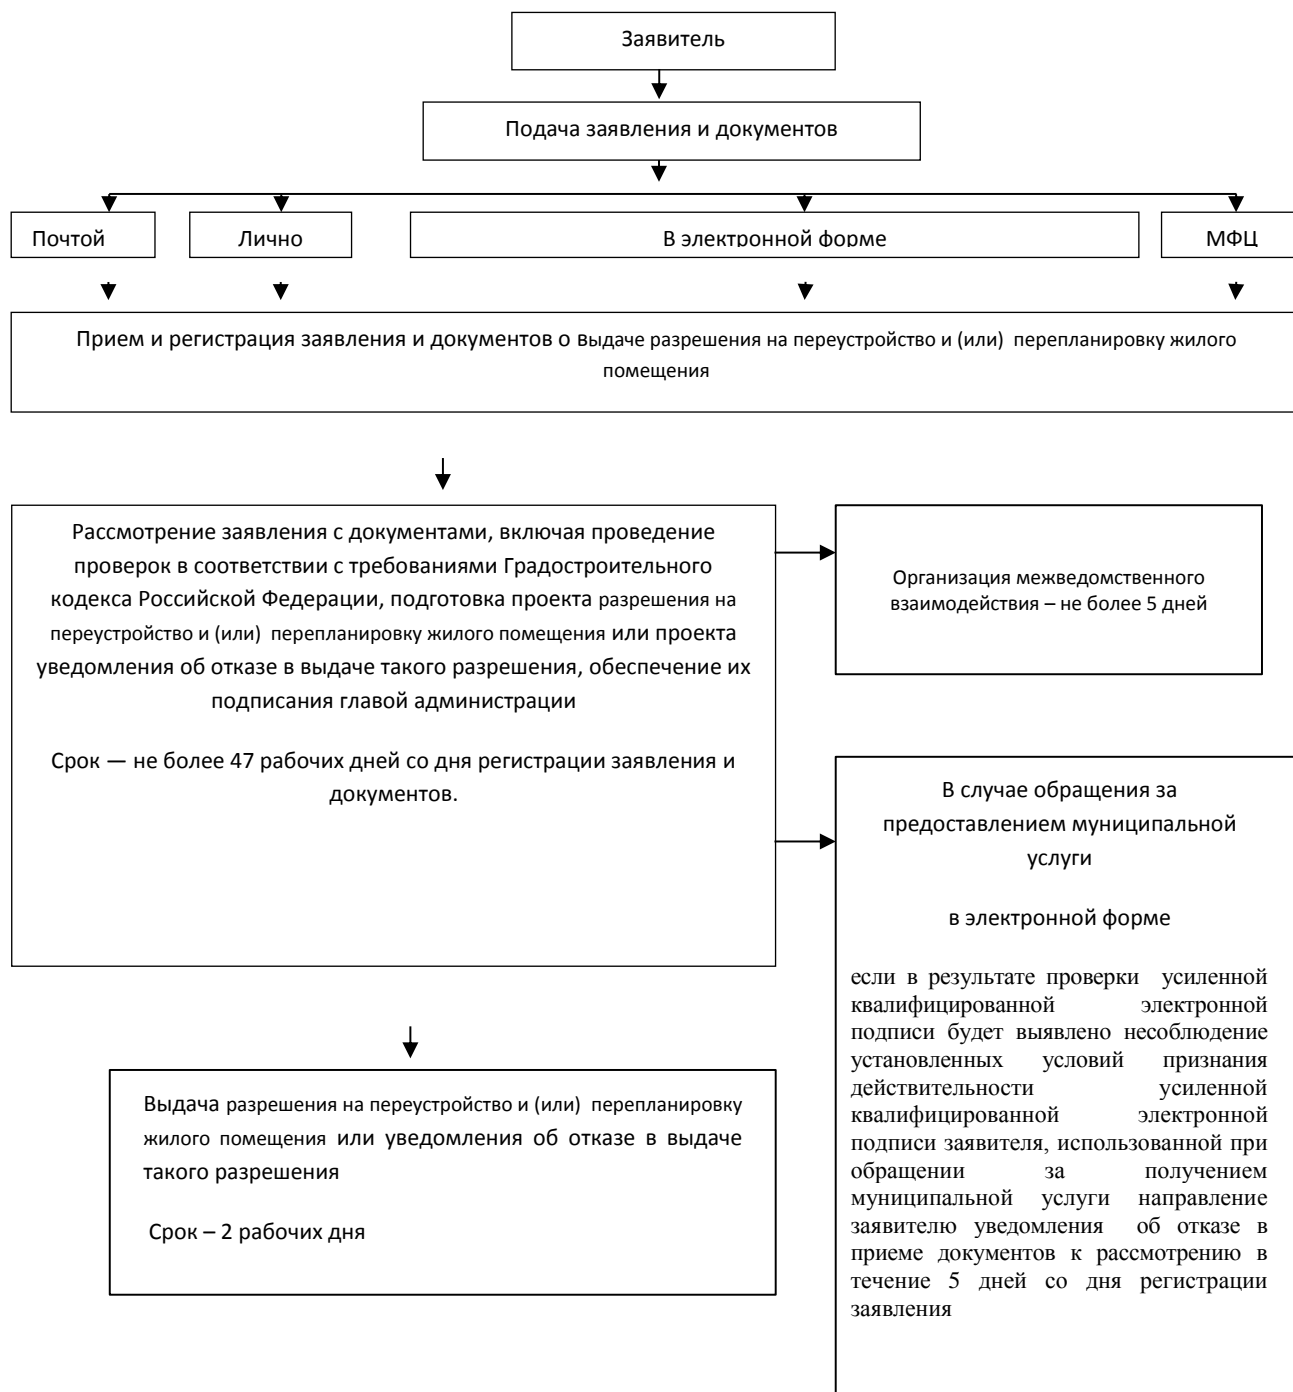 Заявитель
Подача заявления и документов
Почтой
Лично
В электронной форме
МФЦ
Прием и регистрация заявления и документов о выдаче разрешения на переустройство и (или) перепланировку жилого
помещения
Рассмотрение заявления с документами, включая проведение
проверок в соответствии с требованиями Градостроительного
кодекса Российской Федерации, подготовка проекта разрешения на
переустройство и (или) перепланировку жилого помещения или проекта
уведомления об отказе в выдаче такого разрешения, обеспечение их
подписания главой администрации
Срок — не более 47 рабочих дней со дня регистрации заявления и
документов.
Организация межведомственного
взаимодействия – не более 5 дней
В случае обращения за
предоставлением муниципальной
услуги
в электронной форме
если в результате проверки усиленной
квалифицированной электронной
подписи будет выявлено несоблюдение
установленных условий признания
действительности усиленной
квалифицированной электронной
подписи заявителя, использованной при
обращении за получением
муниципальной услуги направление
заявителю уведомления об отказе в
приеме документов к рассмотрению в
течение 5 дней со дня регистрации
заявления
Выдача разрешения на переустройство и (или) перепланировку
жилого помещения или уведомления об отказе в выдаче
такого разрешения
Срок – 2 рабочих дня